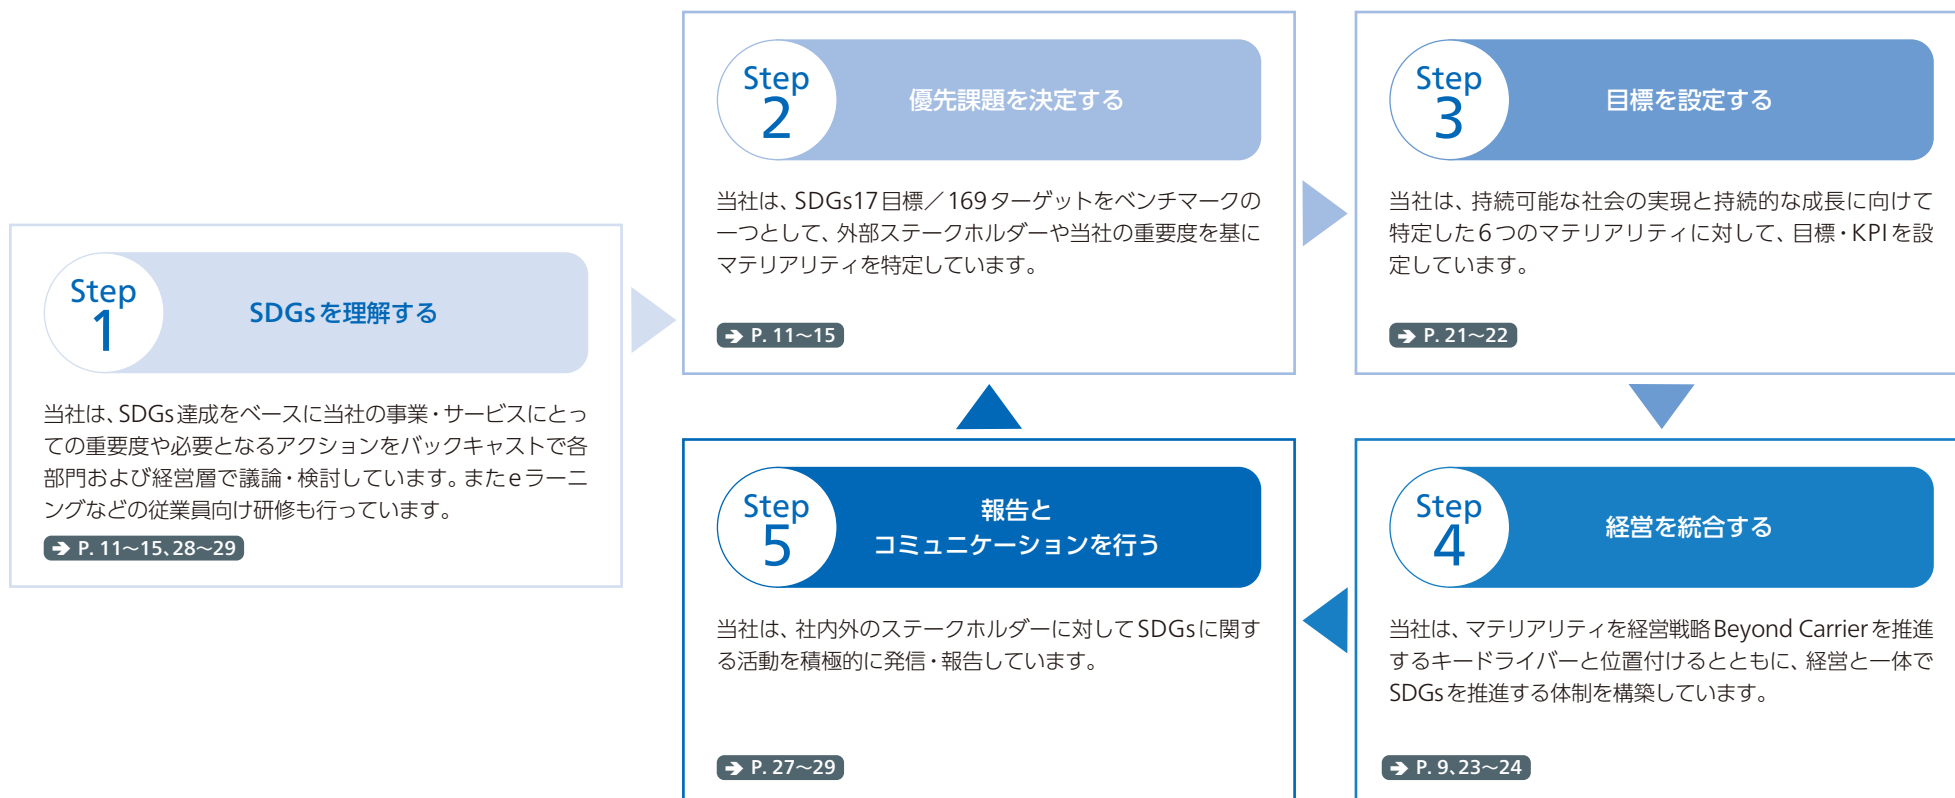 Step
1
SDGsを理解する
当社は、SDGs達成をベースに当社の事業・サービスにとっ
ての重要度や必要となるアクションをバックキャストで各
部門および経営層で議論・検討しています。またeラーニ
ングなどの従業員向け研修も行っています。
➔ P. 11～15、28～29
Step
2
優先課題を決定する
当社は、SDGs17目標／169ターゲットをベンチマークの
一つとして、外部ステークホルダーや当社の重要度を基に
マテリアリティを特定しています。
➔ P. 11～15
Step
3
目標を設定する
当社は、持続可能な社会の実現と持続的な成長に向けて
特定した6つのマテリアリティに対して、目標・KPIを設
定しています。
➔ P. 21～22
Step
4
経営を統合する
当社は、マテリアリティを経営戦略Beyond Carrierを推進
するキードライバーと位置付けるとともに、経営と一体で
SDGsを推進する体制を構築しています。
➔ P. 9、23～24
Step
5
報告と
コミュニケーションを行う
当社は、社内外のステークホルダーに対してSDGsに関す
る活動を積極的に発信・報告しています。
➔ P. 27～29